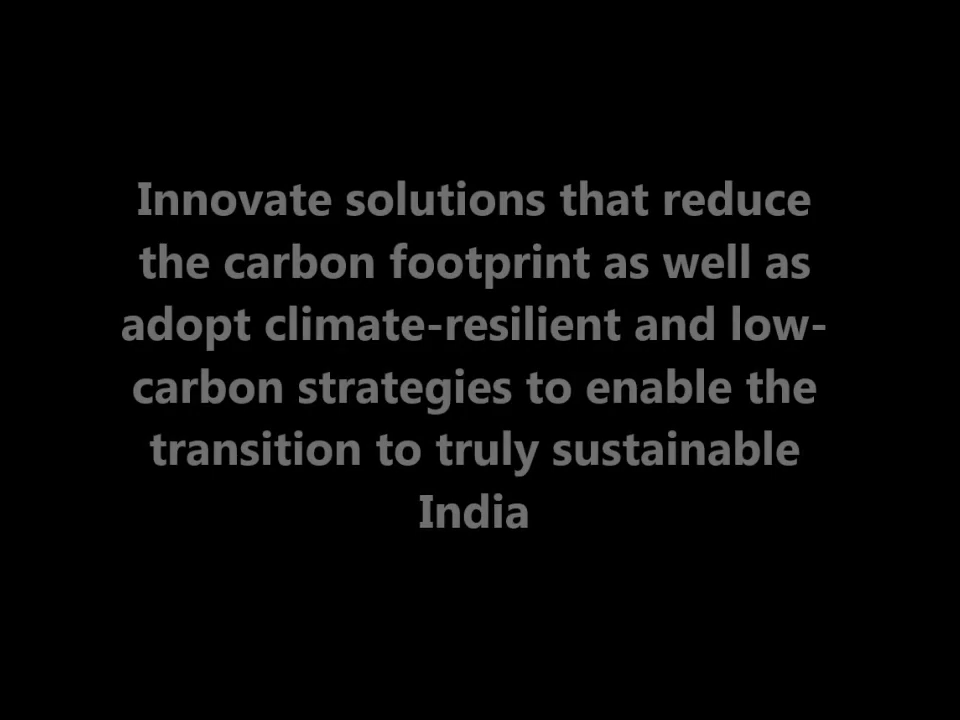 Innovate solutions that reduce
the carbon footprint as well as
adopt climate-resilient and low-
carbon strategies to enable the
transition to truly sustainable
India